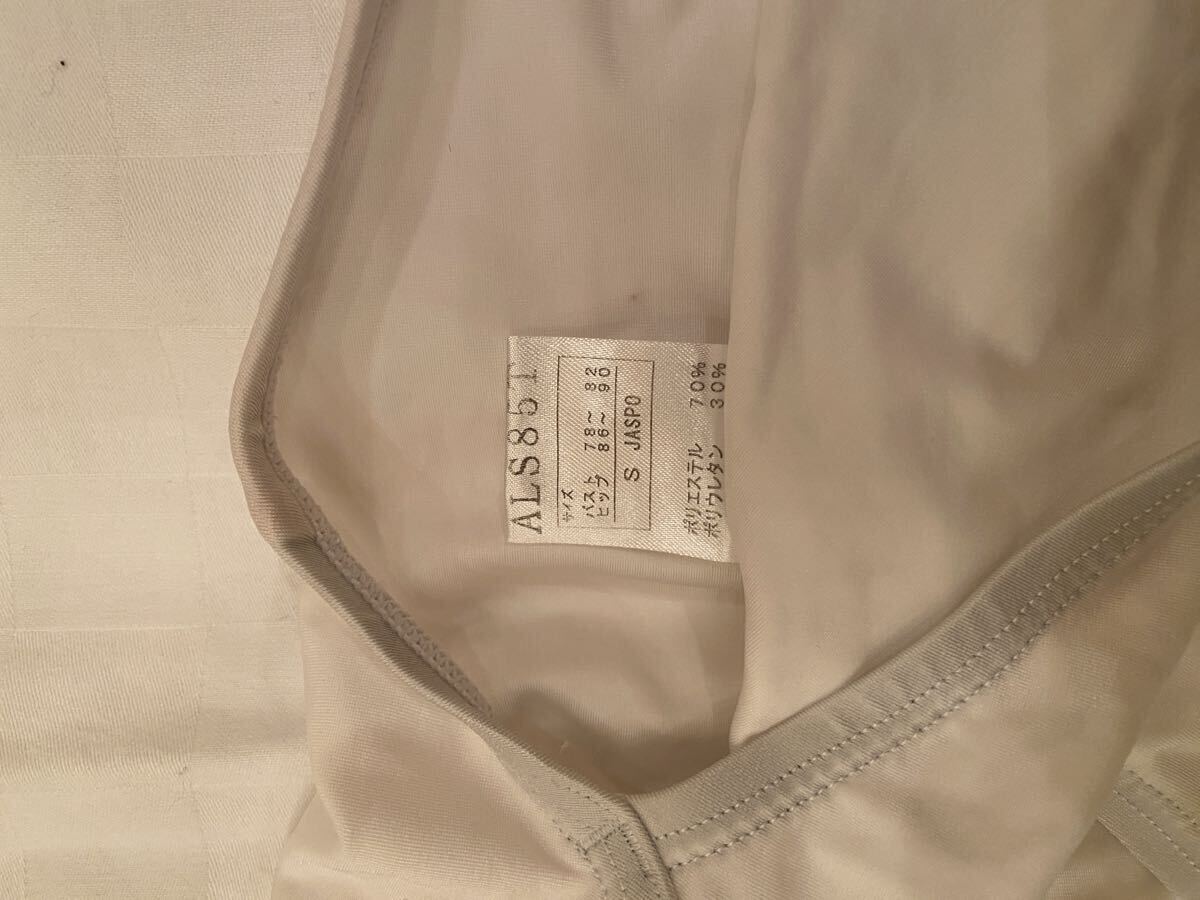 ALS85T
サイズ
バスト 78～ 82
ヒップ 86～ 90
S JASPO
ポリエステル 70%
ポリウレタン 30%